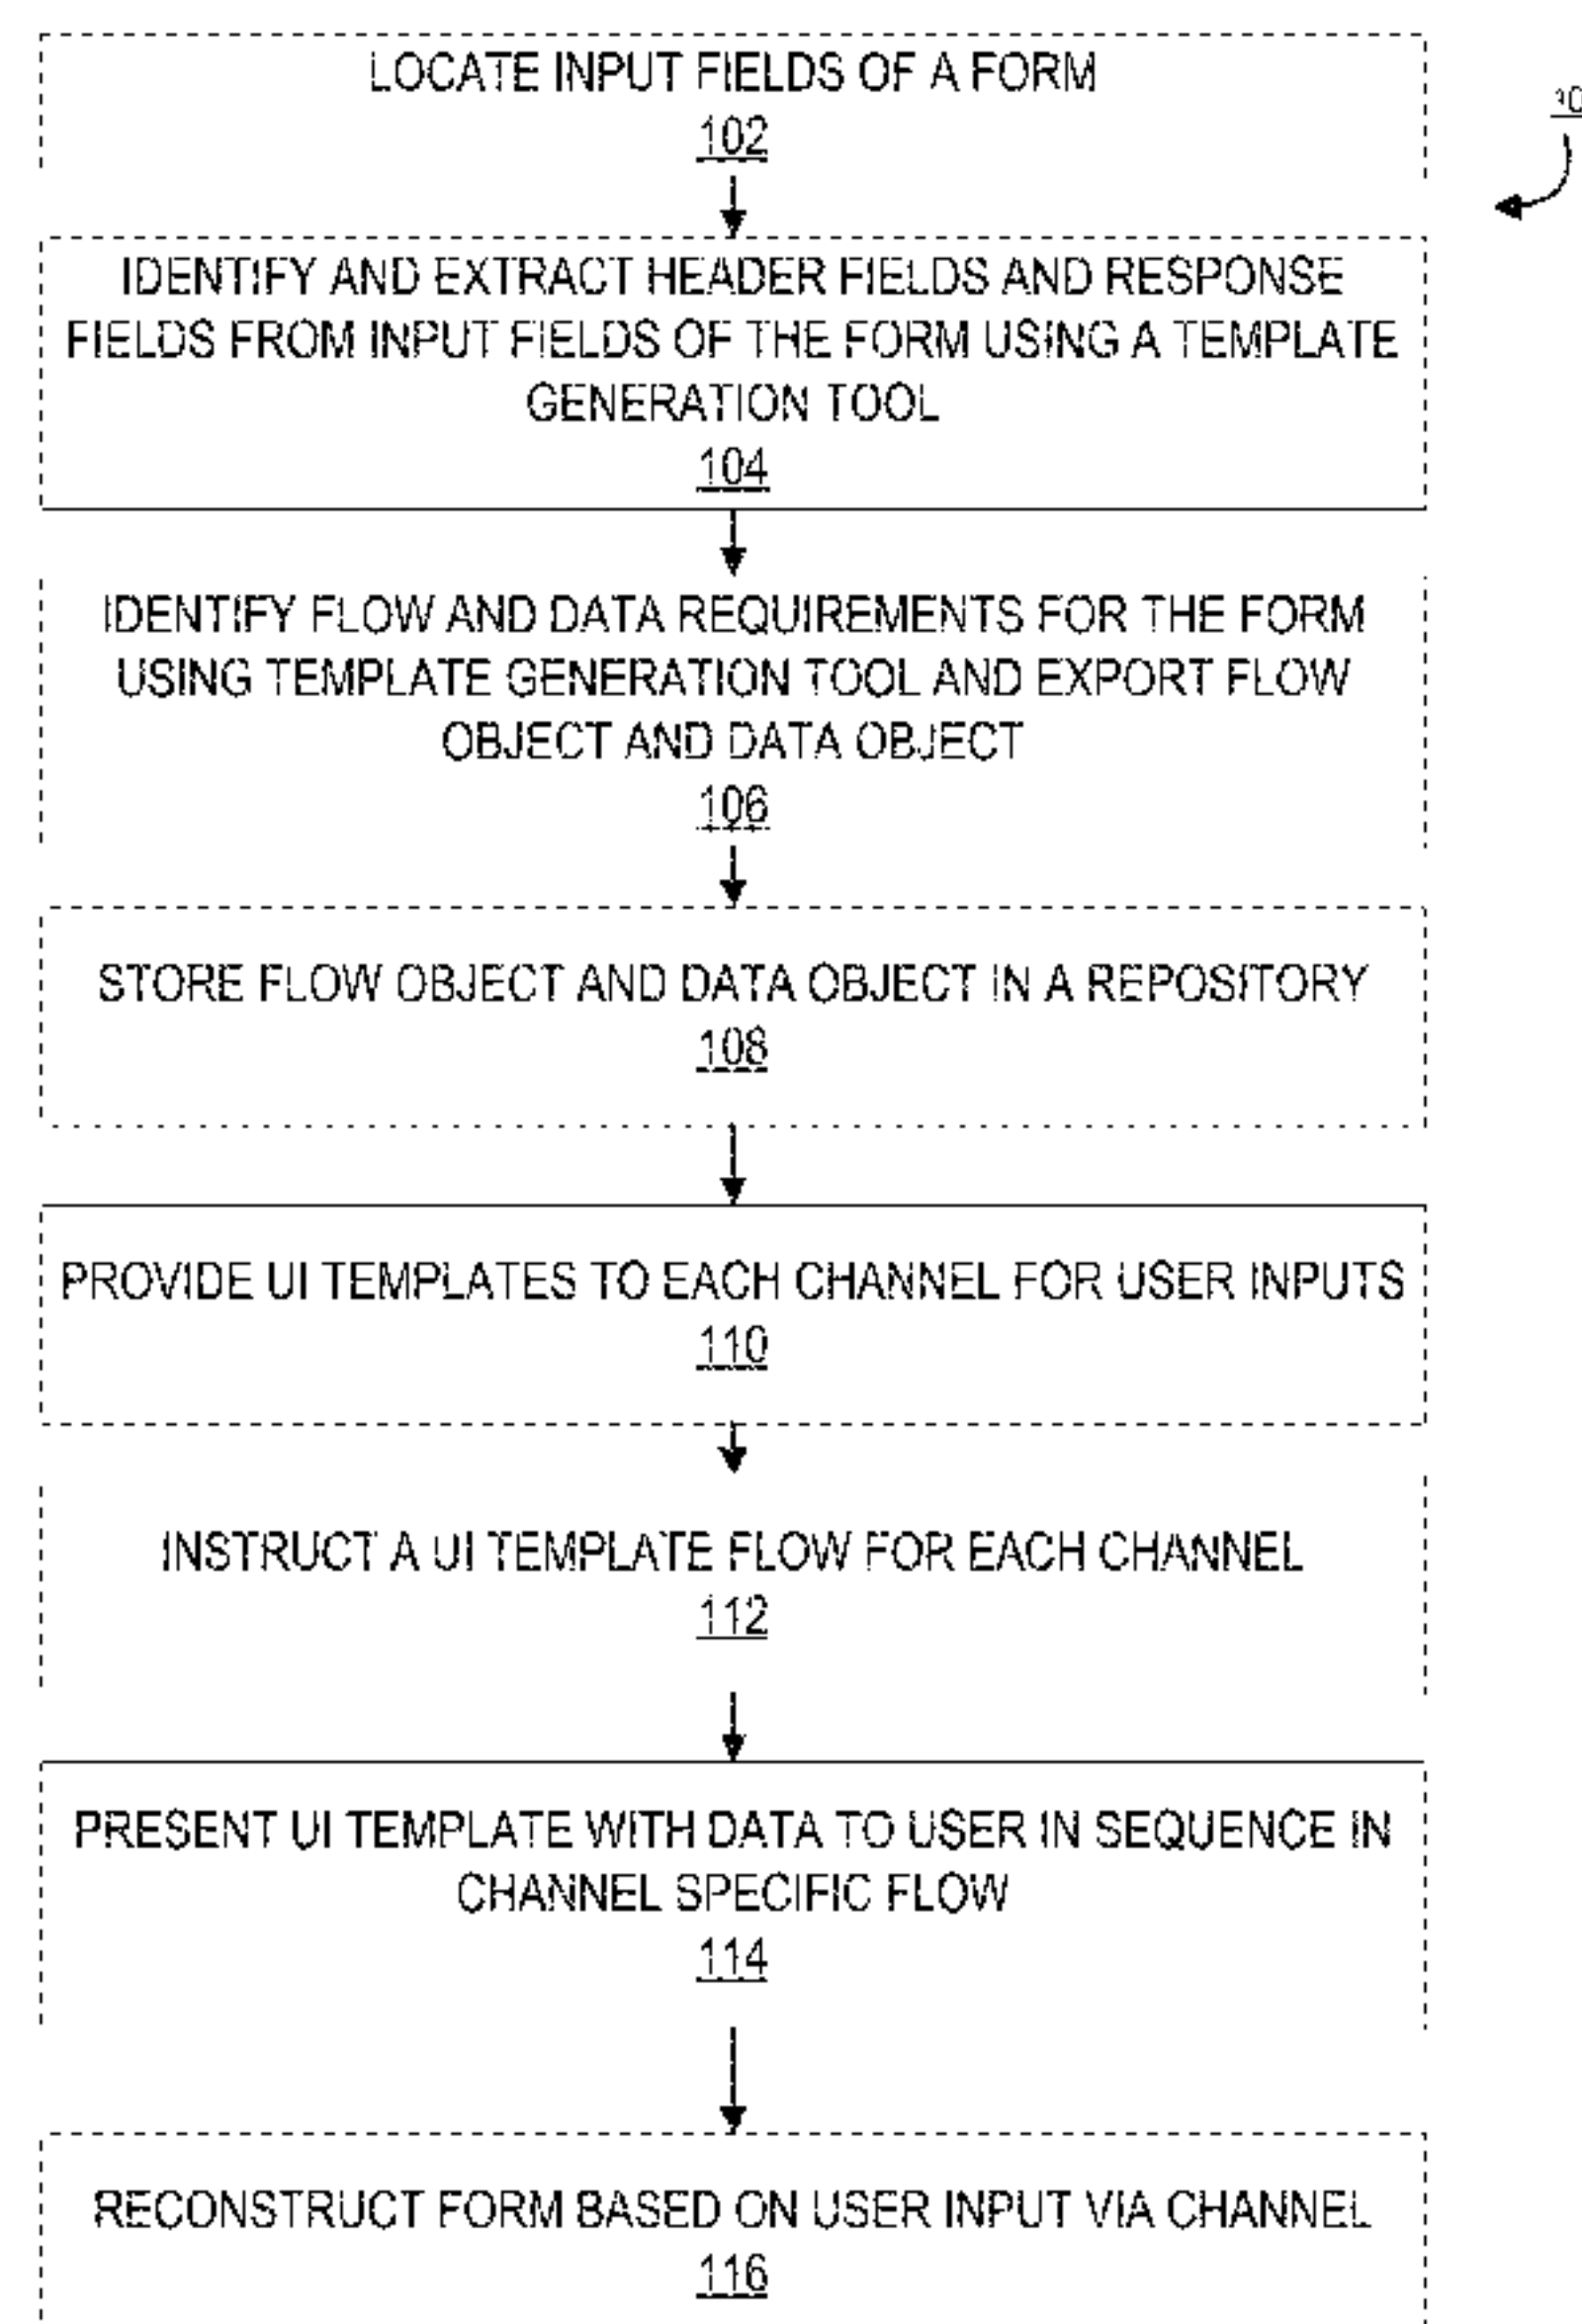 LOCATE INPUT FIELDS OF A FORM
102
IDENTIFY AND EXTRACT HEADER FIELDS AND RESPONSE
FIELDS FROM INPUT FIELDS OF THE FORM USING A TEMPLATE
GENERATION TOOL
104
IDENTIFY FLOW AND DATA REQUIREMENTS FOR THE FORM
USING TEMPLATE GENERATION TOOL AND EXPORT FLOW
OBJECT AND DATA OBJECT
106
STORE FLOW OBJECT AND DATA OBJECT IN A REPOSITORY
108
PROVIDE UI TEMPLATES TO EACH CHANNEL FOR USER INPUTS
110
INSTRUCT A UI TEMPLATE FLOW FOR EACH CHANNEL
112
PRESENT UI TEMPLATE WITH DATA TO USER IN SEQUENCE IN
CHANNEL SPECIFIC FLOW
114
RECONSTRUCT FORM BASED ON USER INPUT VIA CHANNEL
116